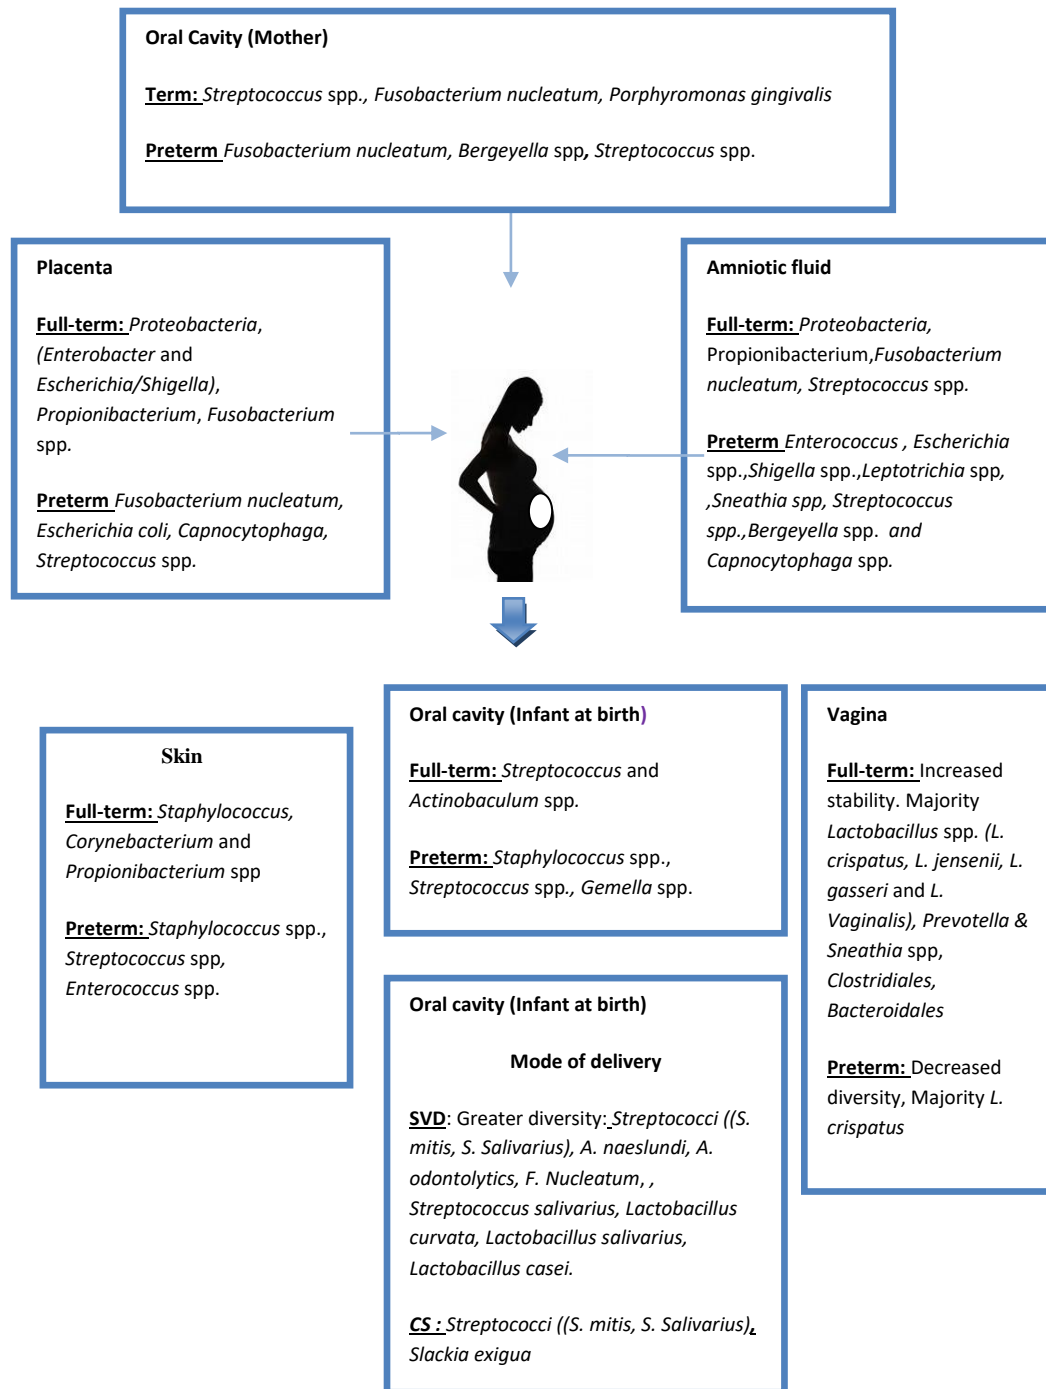 Oral Cavity (Mother)
Term: Streptococcus spp., Fusobacterium nucleatum, Porphyromonas gingivalis
Preterm Fusobacterium nucleatum, Bergeyella spp, Streptococcus spp.
Placenta
Full-term: Proteobacteria,
(Enterobacter and
Escherichia/Shigella),
Propionibacterium, Fusobacterium
spp.
Preterm Fusobacterium nucleatum,
Escherichia coli, Capnocytophaga,
Streptococcus spp.
Amniotic fluid
Full-term: Proteobacteria,
Propionibacterium,Fusobacterium
nucleatum, Streptococcus spp.
Preterm Enterococcus , Escherichia
spp.,Shigella spp.,Leptotrichia spp,
,Sneathia spp, Streptococcus
spp.,Bergeyella spp. and
Capnocytophaga spp.
Skin
Full-term: Staphylococcus,
Corynebacterium and
Propionibacterium spp
Preterm: Staphylococcus spp.,
Streptococcus spp,
Enterococcus spp.
Oral cavity (Infant at birth)
Full-term: Streptococcus and
Actinobaculum spp.
Preterm: Staphylococcus spp.,
Streptococcus spp., Gemella spp.
Oral cavity (Infant at birth)
Mode of delivery
SVD: Greater diversity: Streptococci ((S.
mitis, S. Salivarius), A. naeslundi, A.
odontolytics, F. Nucleatum, ,
Streptococcus salivarius, Lactobacillus
curvata, Lactobacillus salivarius,
Lactobacillus casei.
CS : Streptococci ((S. mitis, S. Salivarius),
Slackia exigua
Vagina
Full-term: Increased
stability. Majority
Lactobacillus spp. (L.
crispatus, L. jensenii, L.
gasseri and L.
Vaginalis), Prevotella &
Sneathia spp,
Clostridiales,
Bacteroidales
Preterm: Decreased
diversity, Majority L.
crispatus